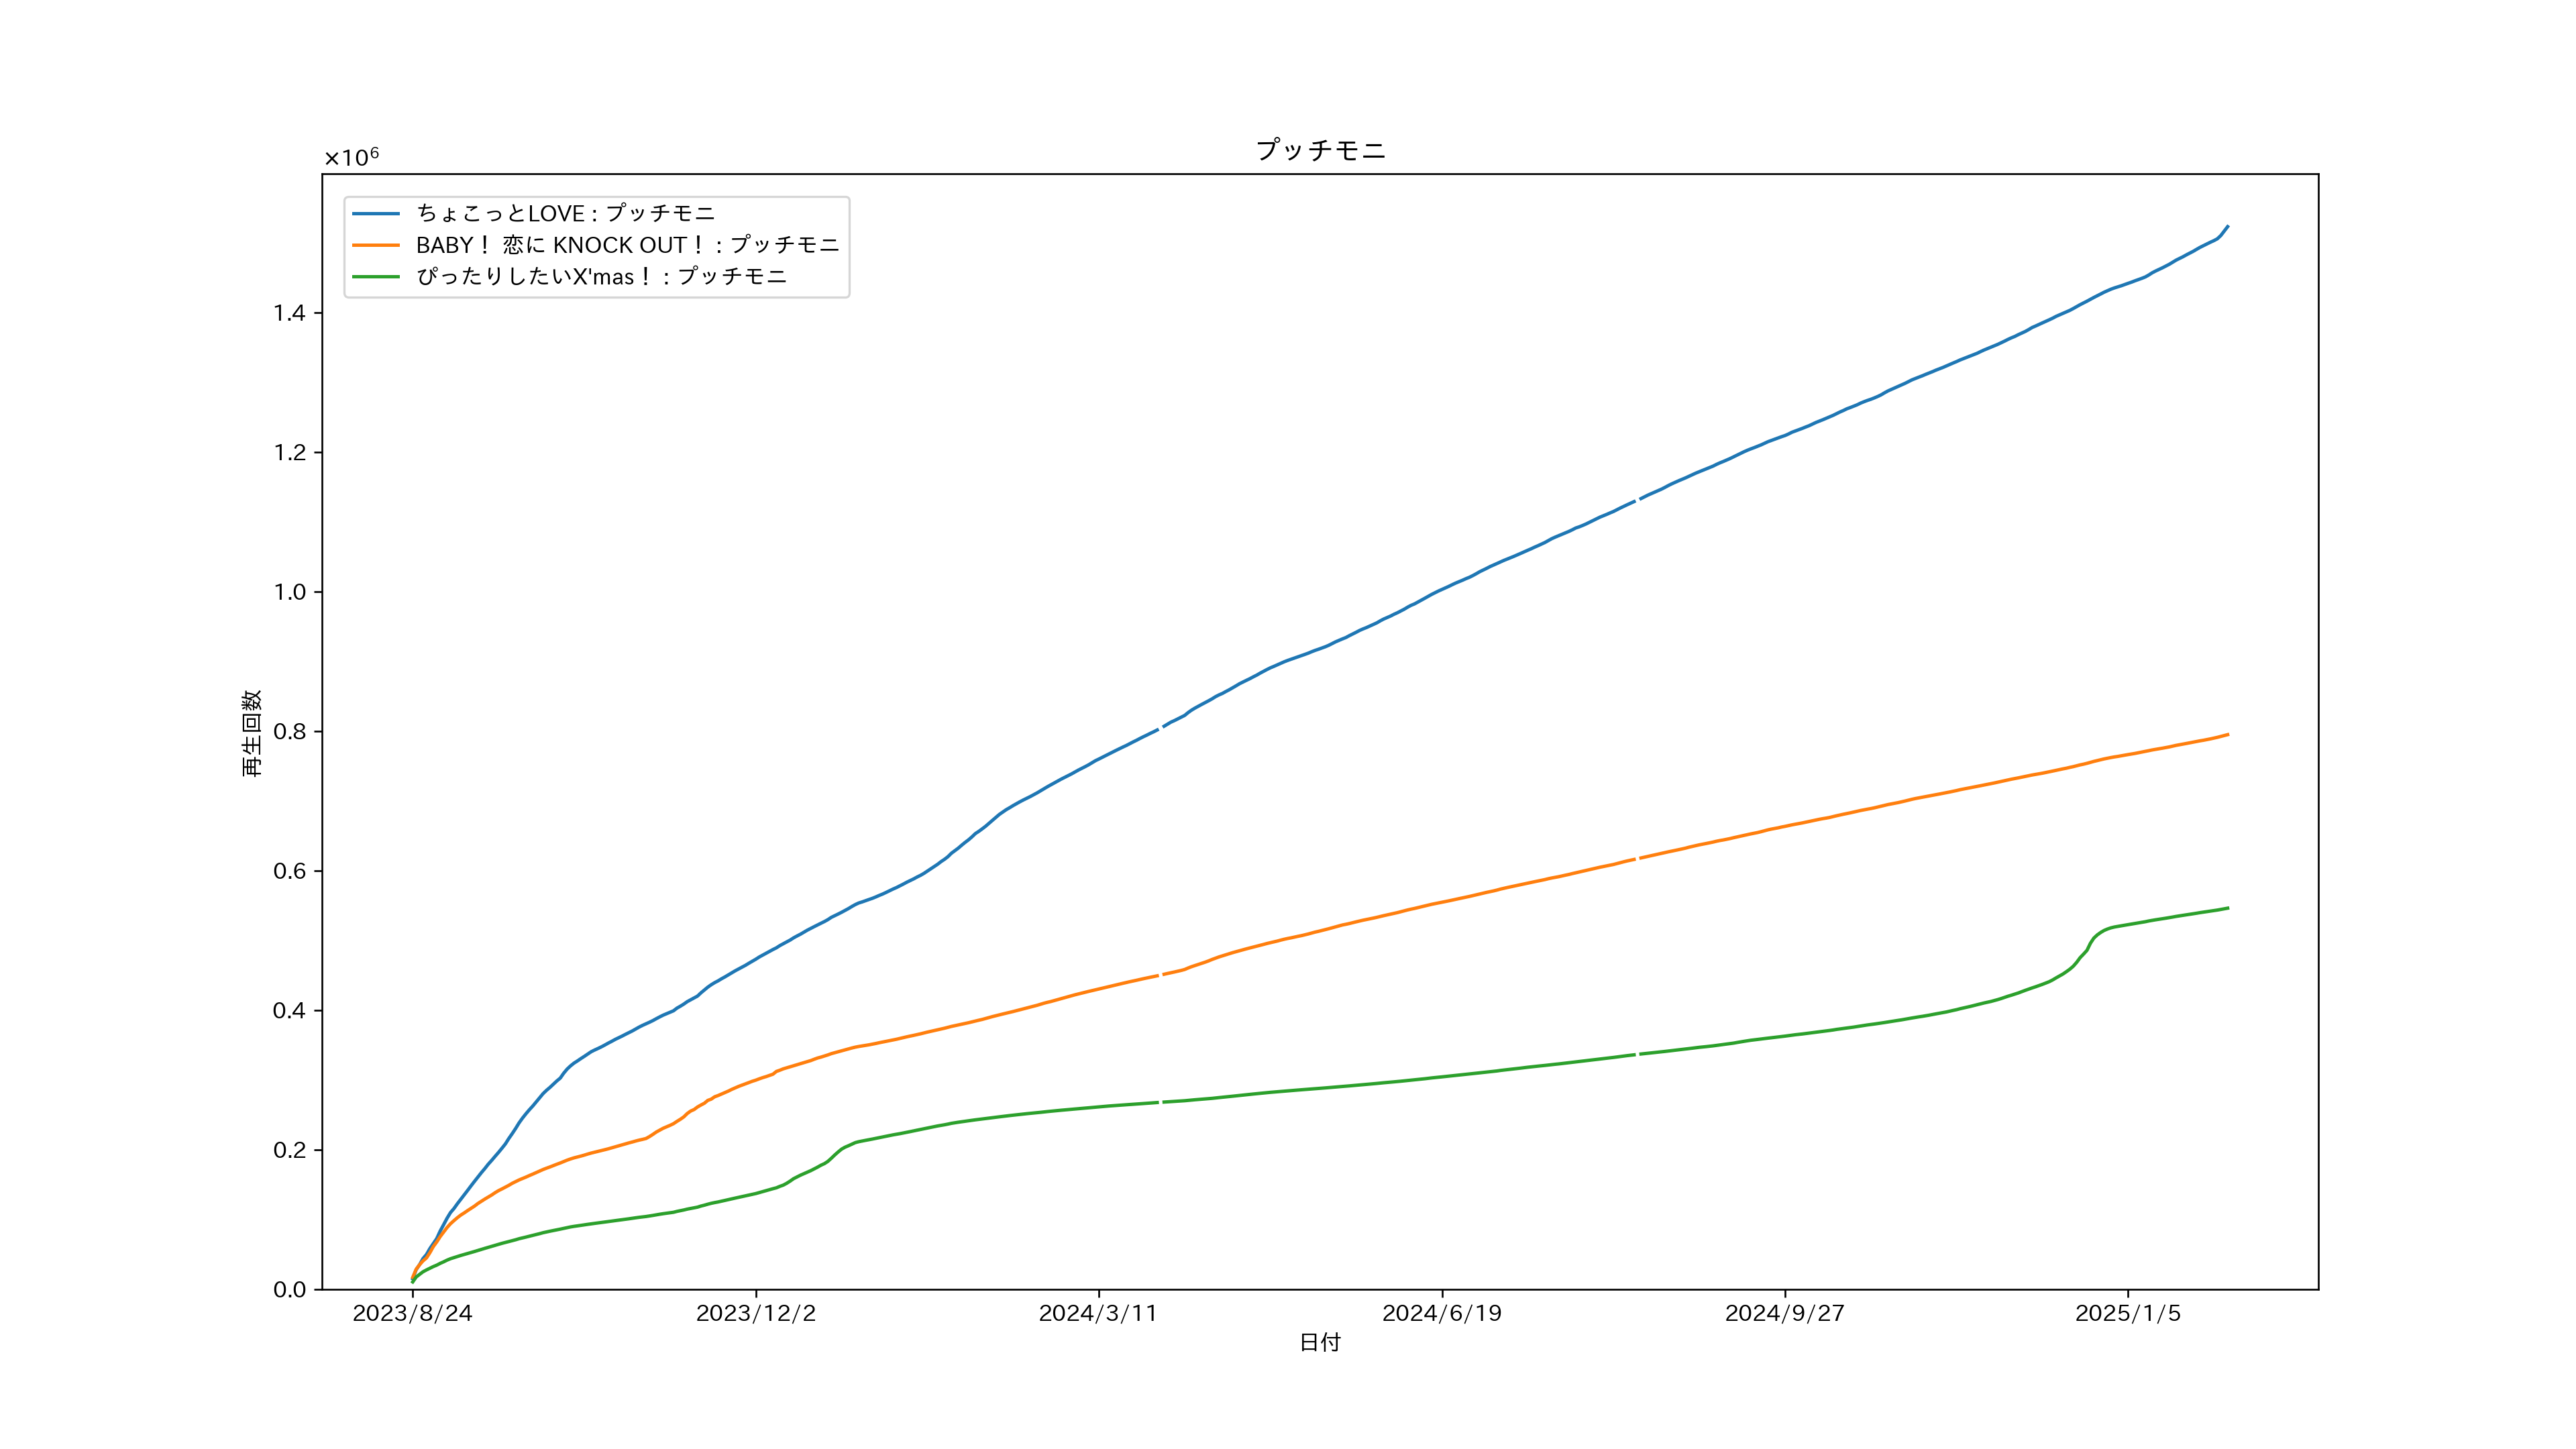 プッチモニ
×10⁶
ちょこっとLOVE : プッチモニ
BABY！ 恋に KNOCK OUT！ : プッチモニ
ぴったりしたいX'mas！ : プッチモニ
1.4
1.2
1.0
0.8
0.6
0.4
0.2
0.0
再生回数
2023/8/24 2023/12/2 2024/3/11 2024/6/19 2024/9/27 2025/1/5
日付